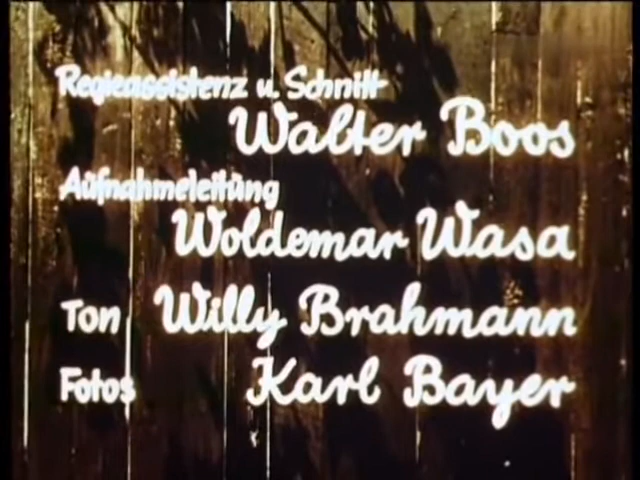 Regieassistenz u. Schnitt
Walter Boos
Aufnahmeleitung
Woldemar Wasa
Ton Willy Brahmann
Fotos Karl Bayer